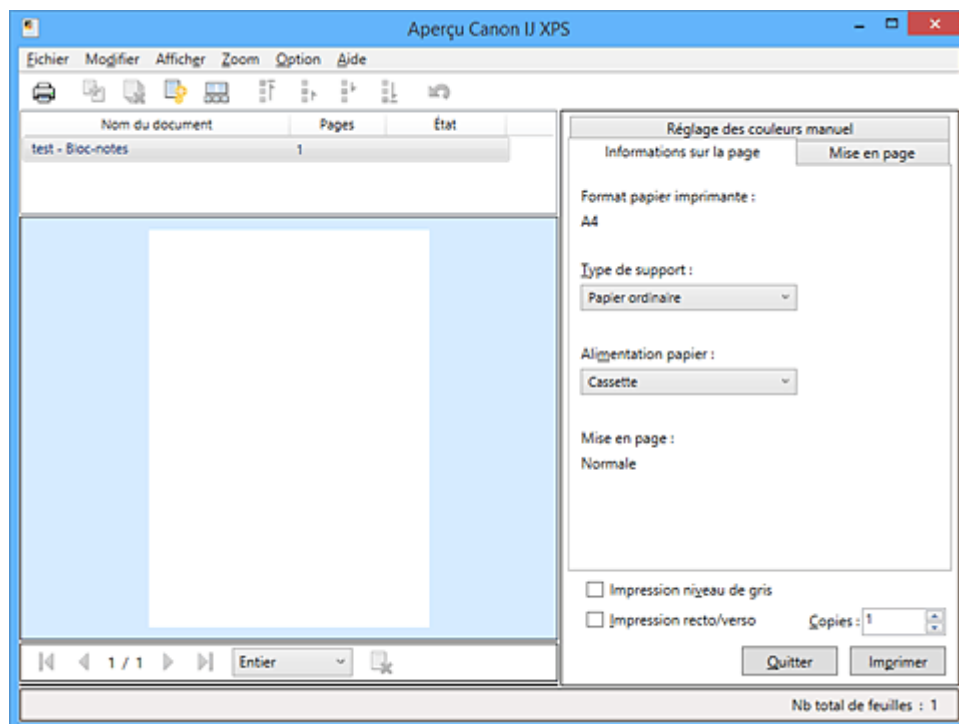 Aperçu Canon IJ XPS
Fichier Modifier Afficher Zoom Option Aide
Nom du document Pages État
test - Bloc-notes 1
Réglage des couleurs manuel
Informations sur la page Mise en page
Format papier imprimante :
A4
Type de support :
Papier ordinaire
Alimentation papier :
Cassette
Mise en page :
Normale
Impression niveau de gris
Impression recto/verso Copies : 1
1 / 1 Entier
Quitter Imprimer
Nb total de feuilles : 1